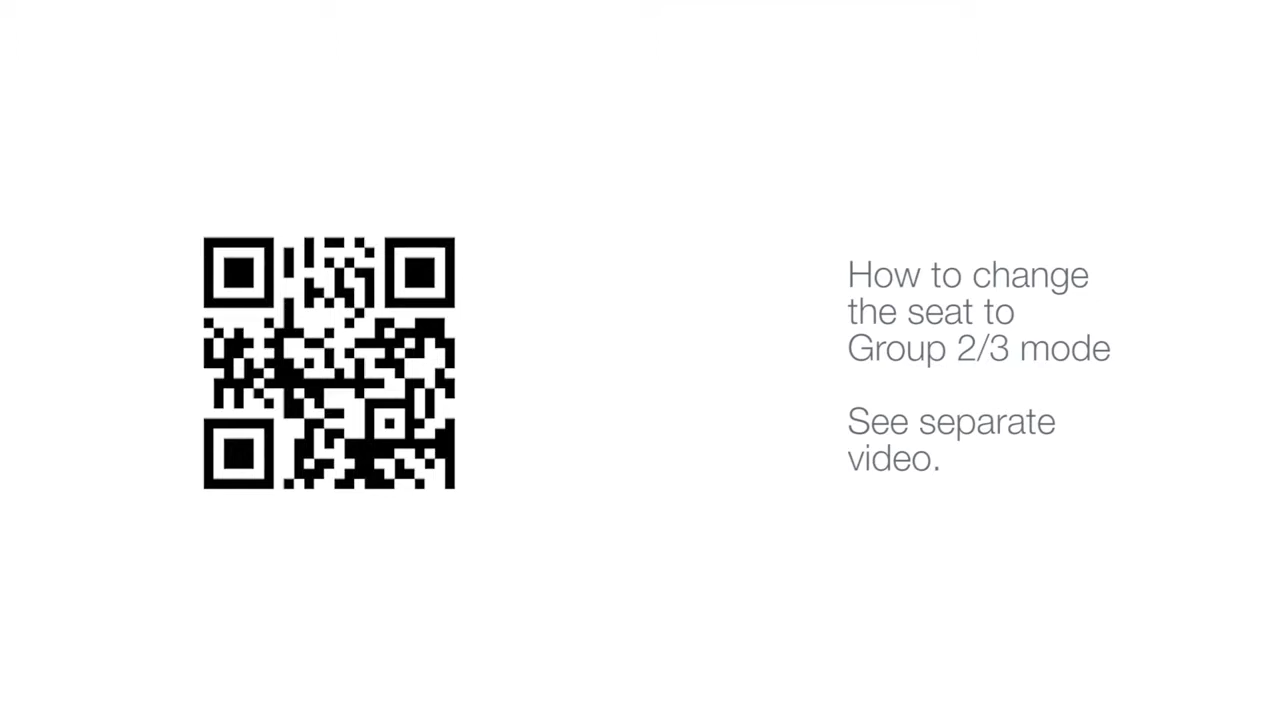 How to change
the seat to
Group 2/3 mode
See separate
video.